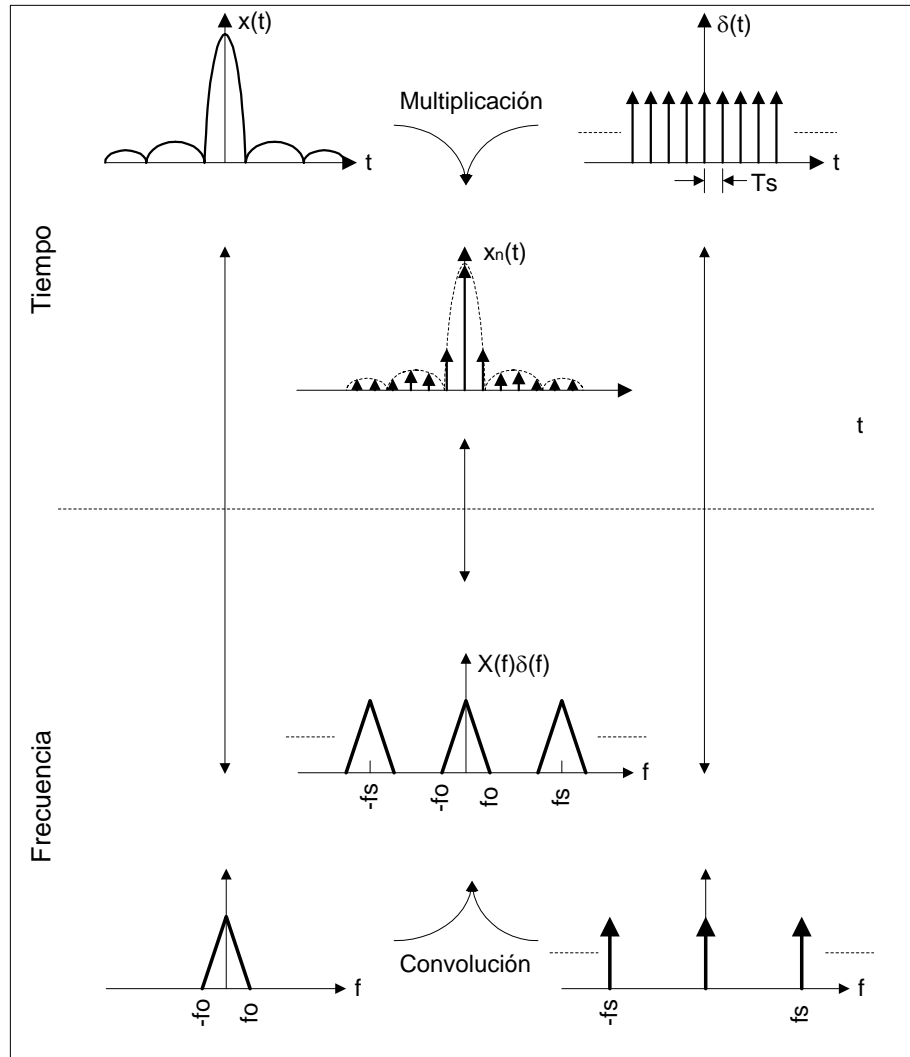 x(t)
δ(t)
Multiplicación
t
t
Ts
Tiempo
xn(t)
t
X(f)δ(f)
f
-fs
-fo
fo
fs
Frecuencia
Convolución
f
-fo
fo
f
-fs
fs